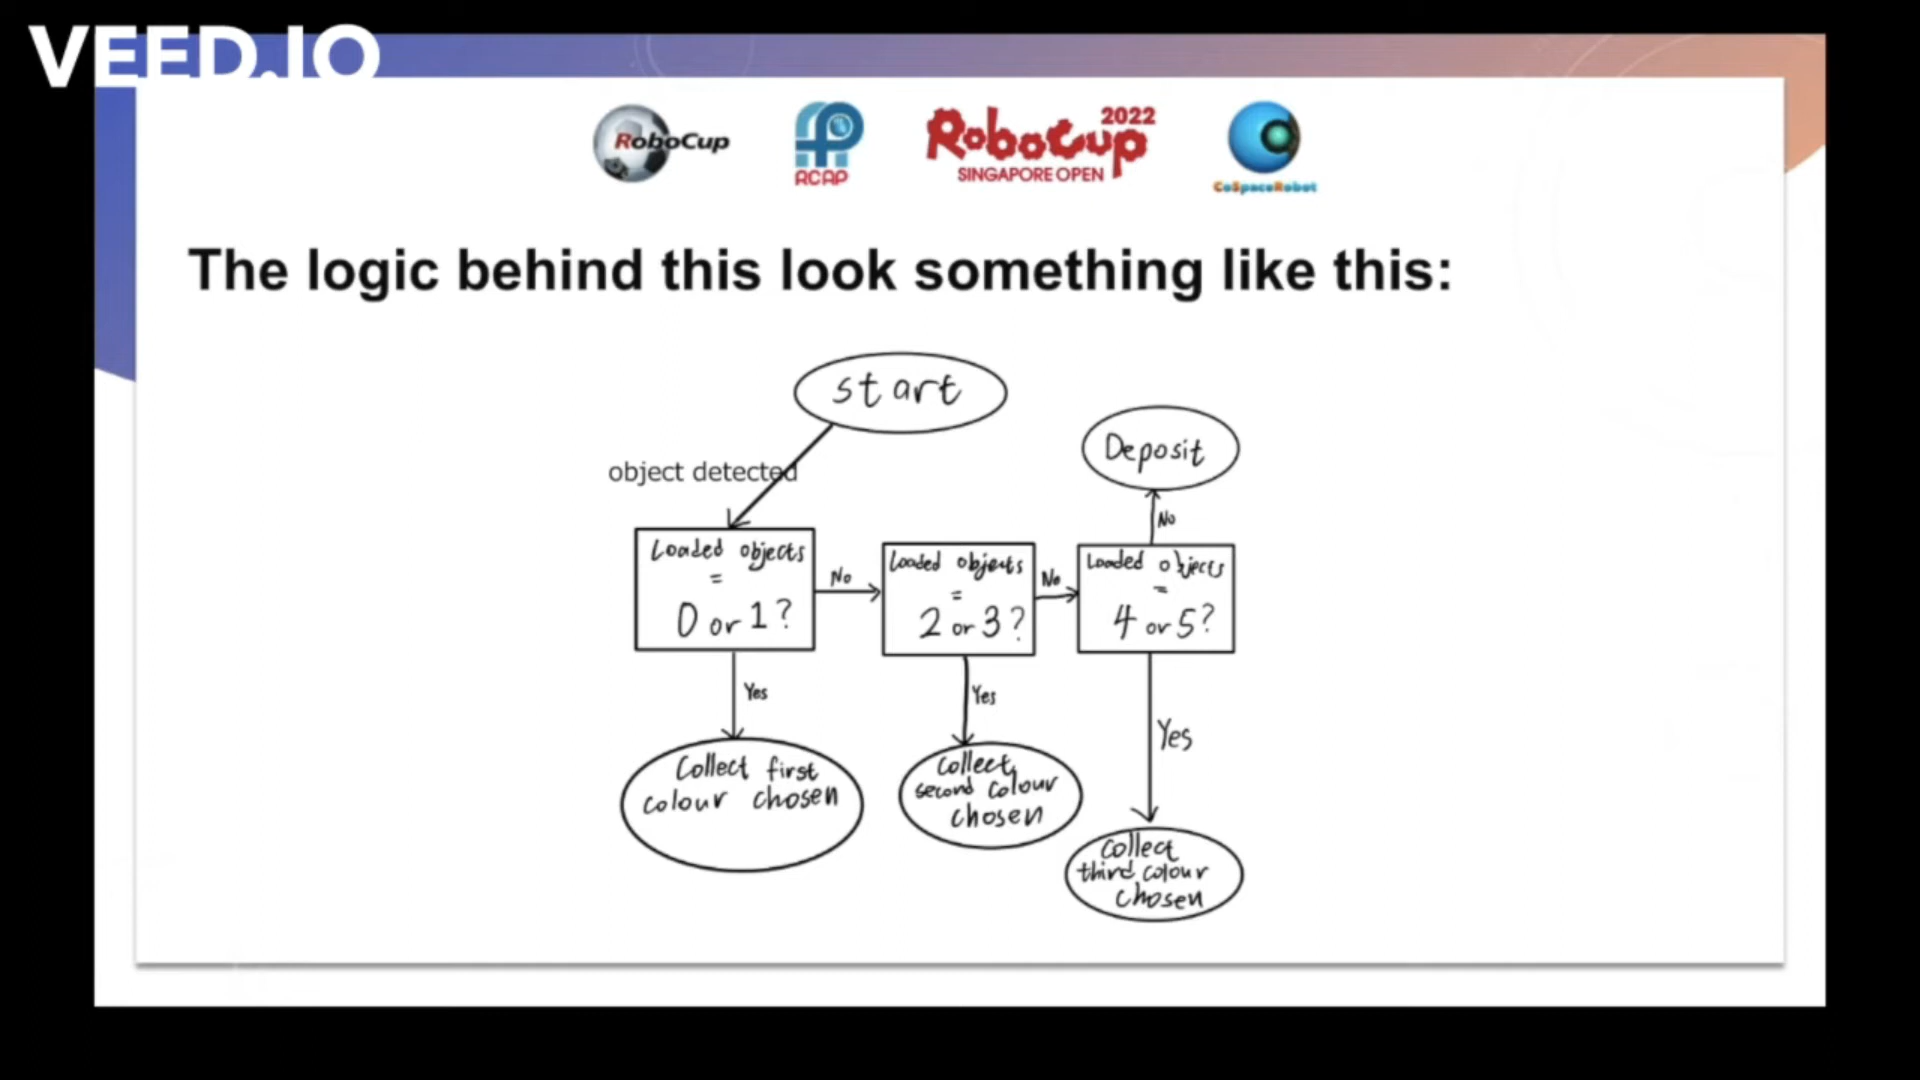 VEED.IO
RoboCup
RCAP
RoboCup 2022
SINGAPORE OPEN
CoSpaceRobot
The logic behind this look something like this:
start
object detected
Deposit
No
Loaded objects
=
0 or 1?
No
Loaded objects
=
2 or 3?
No
Loaded objects
=
4 or 5?
Yes
Yes
Yes
Collect first
colour chosen
Collect
second colour
chosen
Collect
third colour
chosen